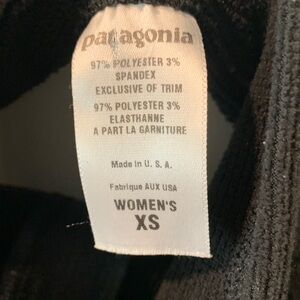 patagonia
97% POLYESTER 3%
SPANDEX
EXCLUSIVE OF TRIM
97% POLYESTER 3%
ELASTHANNE
A PART LA GARNITURE
Made in U. S. A.
Fabrique AUX USA
WOMEN'S
XS